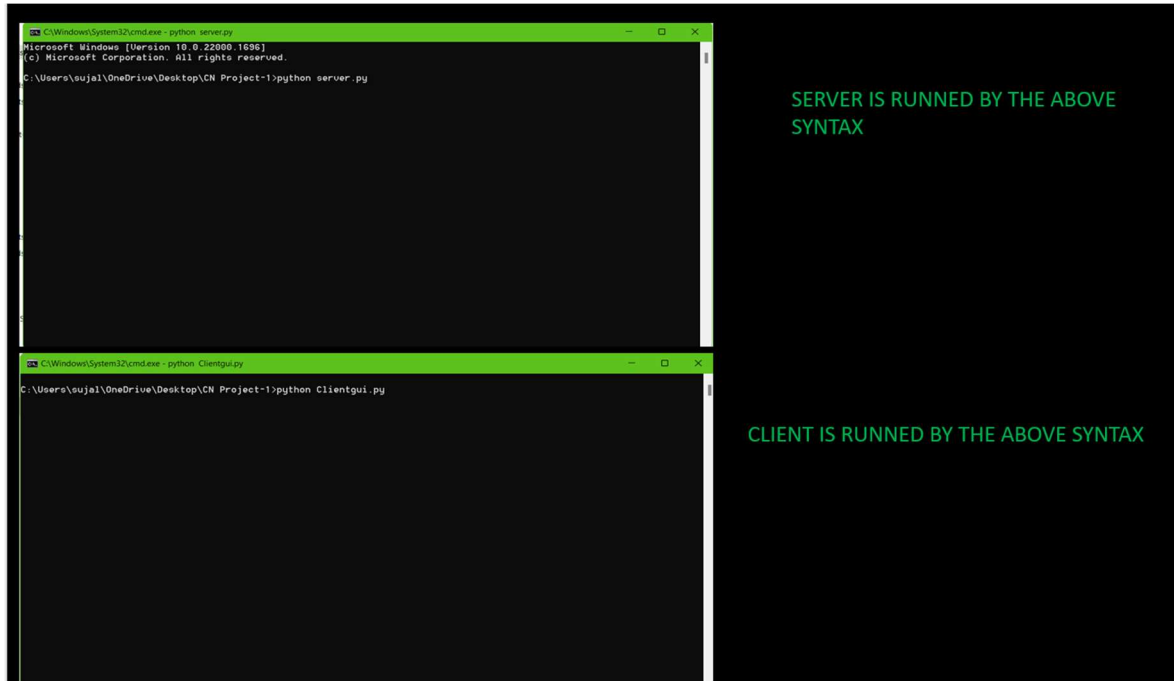 C:\Windows\System32\cmd.exe - python server.py
Microsoft Windows [Version 10.0.22000.1696]
(c) Microsoft Corporation. All rights reserved.
C:\Users\sujal\OneDrive\Desktop\CN Project-1>python server.py
SERVER IS RUNNED BY THE ABOVE
SYNTAX
C:\Windows\System32\cmd.exe - python Clientgui.py
C:\Users\sujal\OneDrive\Desktop\CN Project-1>python Clientgui.py
CLIENT IS RUNNED BY THE ABOVE SYNTAX